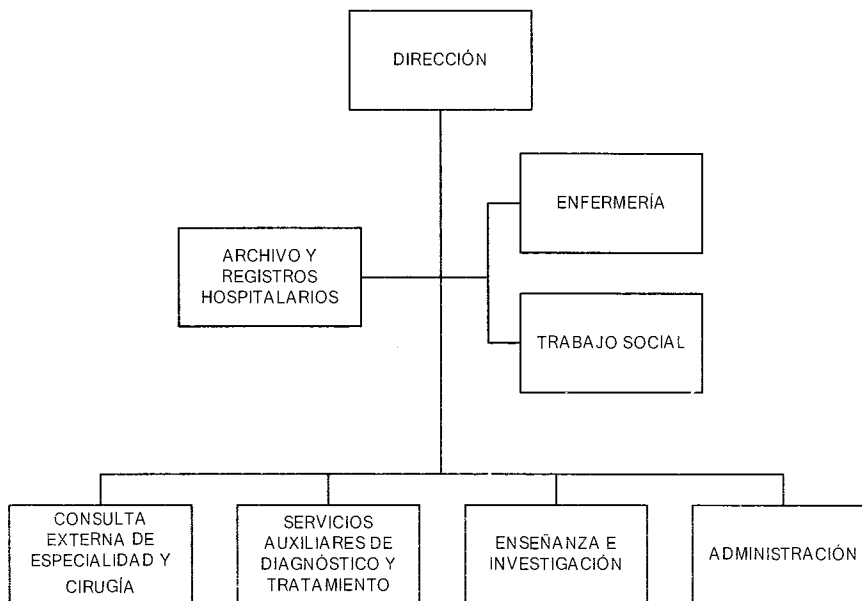 DIRECCIÓN
ENFERMERÍA
ARCHIVO Y
REGISTROS
HOSPITALARIOS
TRABAJO SOCIAL
CONSULTA
EXTERNA DE
ESPECIALIDAD Y
CIRUGÍA
SERVICIOS
AUXILIARES DE
DIAGNÓSTICO Y
TRATAMIENTO
ENSEÑANZA E
INVESTIGACIÓN
ADMINISTRACIÓN